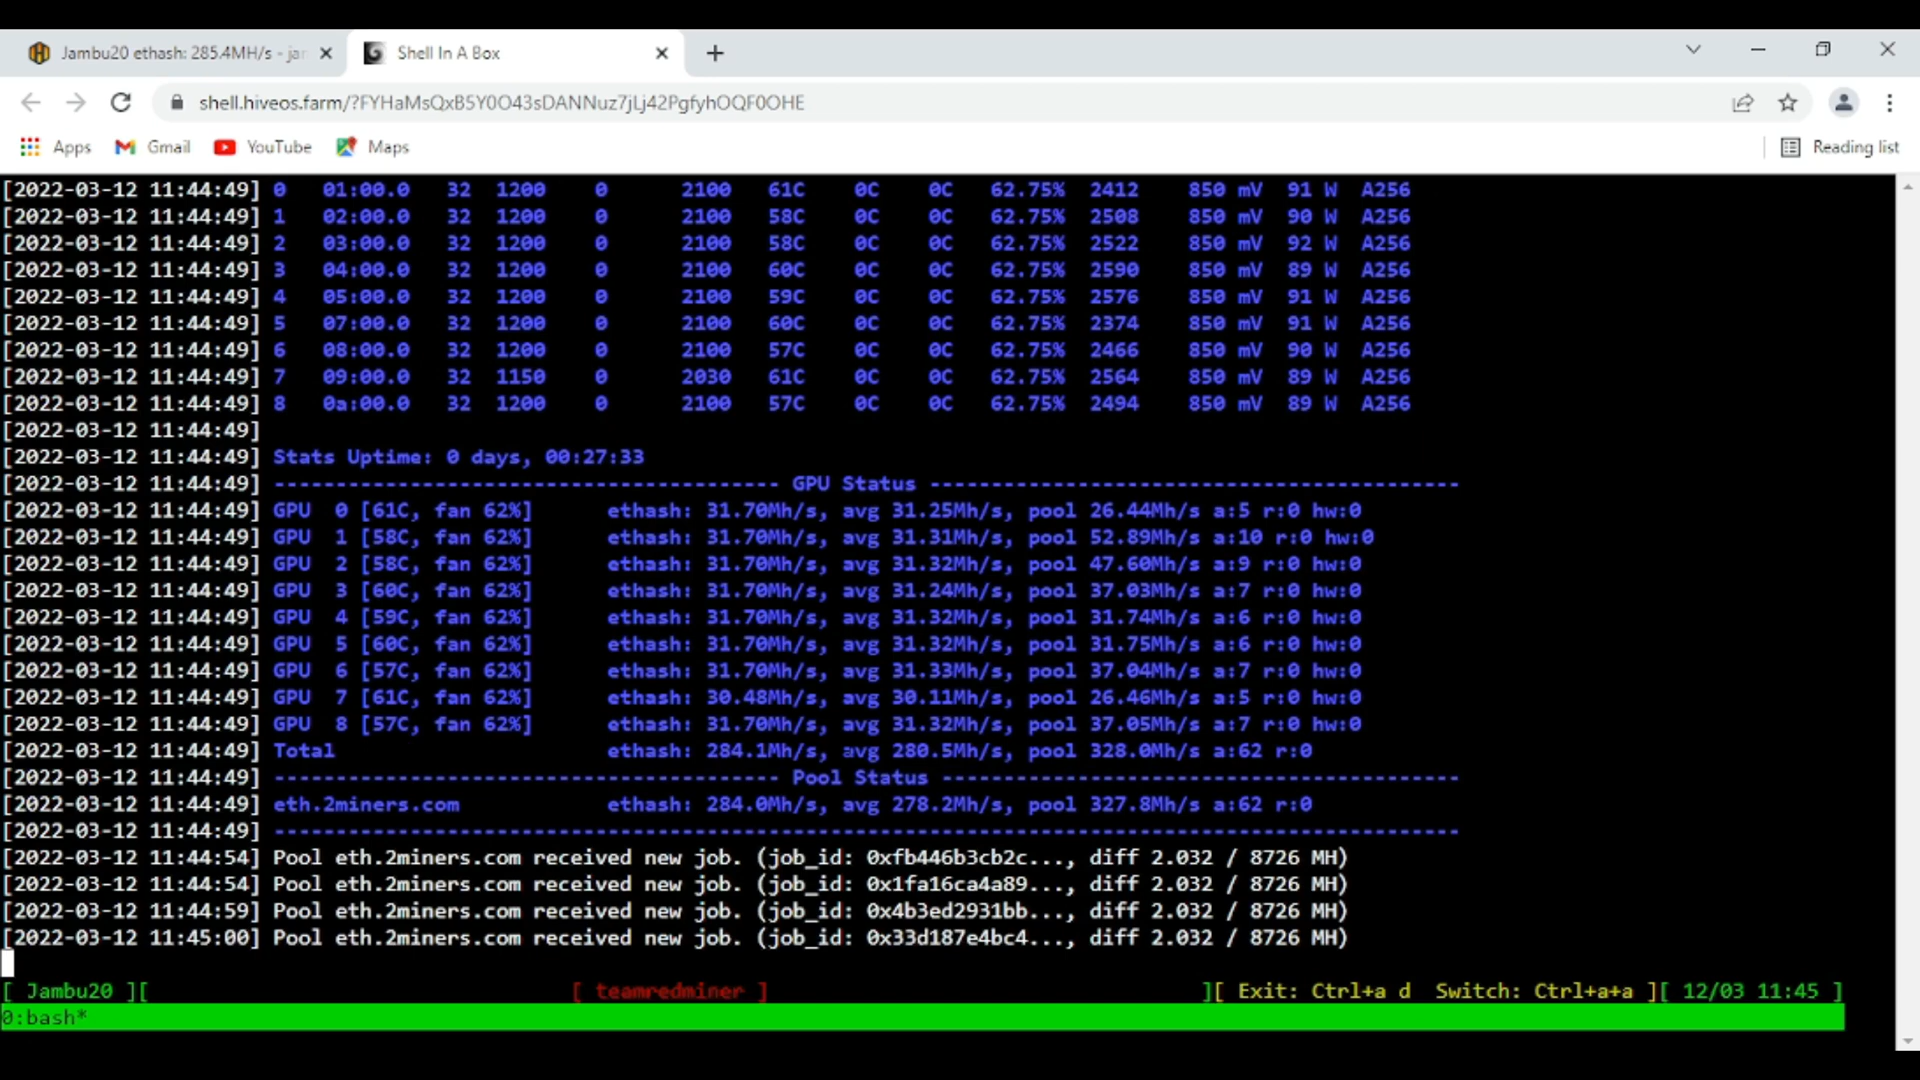 Jambu20 ethash: 285.4MH/s - jar
Shell In A Box
shell.hiveos.farm/?FYHaMsQxB5Y0O43sDANNuz7jLj42PgfyhOQF0OHE
Apps Gmail YouTube Maps Reading list
[2022-03-12 11:44:49] 0 01:00.0 32 1200 0 2100 61C 0C 0C 62.75% 2412 850 mV 91 W A256
[2022-03-12 11:44:49] 1 02:00.0 32 1200 0 2100 58C 0C 0C 62.75% 2508 850 mV 90 W A256
[2022-03-12 11:44:49] 2 03:00.0 32 1200 0 2100 58C 0C 0C 62.75% 2522 850 mV 92 W A256
[2022-03-12 11:44:49] 3 04:00.0 32 1200 0 2100 60C 0C 0C 62.75% 2590 850 mV 89 W A256
[2022-03-12 11:44:49] 4 05:00.0 32 1200 0 2100 59C 0C 0C 62.75% 2576 850 mV 91 W A256
[2022-03-12 11:44:49] 5 07:00.0 32 1200 0 2100 60C 0C 0C 62.75% 2374 850 mV 91 W A256
[2022-03-12 11:44:49] 6 08:00.0 32 1200 0 2100 57C 0C 0C 62.75% 2466 850 mV 90 W A256
[2022-03-12 11:44:49] 7 09:00.0 32 1150 0 2030 61C 0C 0C 62.75% 2564 850 mV 89 W A256
[2022-03-12 11:44:49] 8 0a:00.0 32 1200 0 2100 57C 0C 0C 62.75% 2494 850 mV 89 W A256
[2022-03-12 11:44:49]
[2022-03-12 11:44:49] Stats Uptime: 0 days, 00:27:33
[2022-03-12 11:44:49] ----------------------------------------- GPU Status -------------------------------------------
[2022-03-12 11:44:49] GPU 0 [61C, fan 62%] ethash: 31.70Mh/s, avg 31.25Mh/s, pool 26.44Mh/s a:5 r:0 hw:0
[2022-03-12 11:44:49] GPU 1 [58C, fan 62%] ethash: 31.70Mh/s, avg 31.31Mh/s, pool 52.89Mh/s a:10 r:0 hw:0
[2022-03-12 11:44:49] GPU 2 [58C, fan 62%] ethash: 31.70Mh/s, avg 31.32Mh/s, pool 47.60Mh/s a:9 r:0 hw:0
[2022-03-12 11:44:49] GPU 3 [60C, fan 62%] ethash: 31.70Mh/s, avg 31.24Mh/s, pool 37.03Mh/s a:7 r:0 hw:0
[2022-03-12 11:44:49] GPU 4 [59C, fan 62%] ethash: 31.70Mh/s, avg 31.32Mh/s, pool 31.74Mh/s a:6 r:0 hw:0
[2022-03-12 11:44:49] GPU 5 [60C, fan 62%] ethash: 31.70Mh/s, avg 31.32Mh/s, pool 31.75Mh/s a:6 r:0 hw:0
[2022-03-12 11:44:49] GPU 6 [57C, fan 62%] ethash: 31.70Mh/s, avg 31.33Mh/s, pool 37.04Mh/s a:7 r:0 hw:0
[2022-03-12 11:44:49] GPU 7 [61C, fan 62%] ethash: 30.48Mh/s, avg 30.11Mh/s, pool 26.46Mh/s a:5 r:0 hw:0
[2022-03-12 11:44:49] GPU 8 [57C, fan 62%] ethash: 31.70Mh/s, avg 31.32Mh/s, pool 37.05Mh/s a:7 r:0 hw:0
[2022-03-12 11:44:49] Total ethash: 284.1Mh/s, avg 280.5Mh/s, pool 328.0Mh/s a:62 r:0
[2022-03-12 11:44:49] ----------------------------------------- Pool Status ------------------------------------------
[2022-03-12 11:44:49] eth.2miners.com ethash: 284.0Mh/s, avg 278.2Mh/s, pool 327.8Mh/s a:62 r:0
[2022-03-12 11:44:49] ------------------------------------------------------------------------------------------------
[2022-03-12 11:44:54] Pool eth.2miners.com received new job. (job_id: 0xfb446b3cb2c..., diff 2.032 / 8726 MH)
[2022-03-12 11:44:54] Pool eth.2miners.com received new job. (job_id: 0x1fa16ca4a89..., diff 2.032 / 8726 MH)
[2022-03-12 11:44:59] Pool eth.2miners.com received new job. (job_id: 0x4b3ed2931bb..., diff 2.032 / 8726 MH)
[2022-03-12 11:45:00] Pool eth.2miners.com received new job. (job_id: 0x33d187e4bc4..., diff 2.032 / 8726 MH)
[ Jambu20 ][ [ teamredminer ] ][ Exit: Ctrl+a d Switch: Ctrl+a+a ][ 12/03 11:45 ]
0:bash*